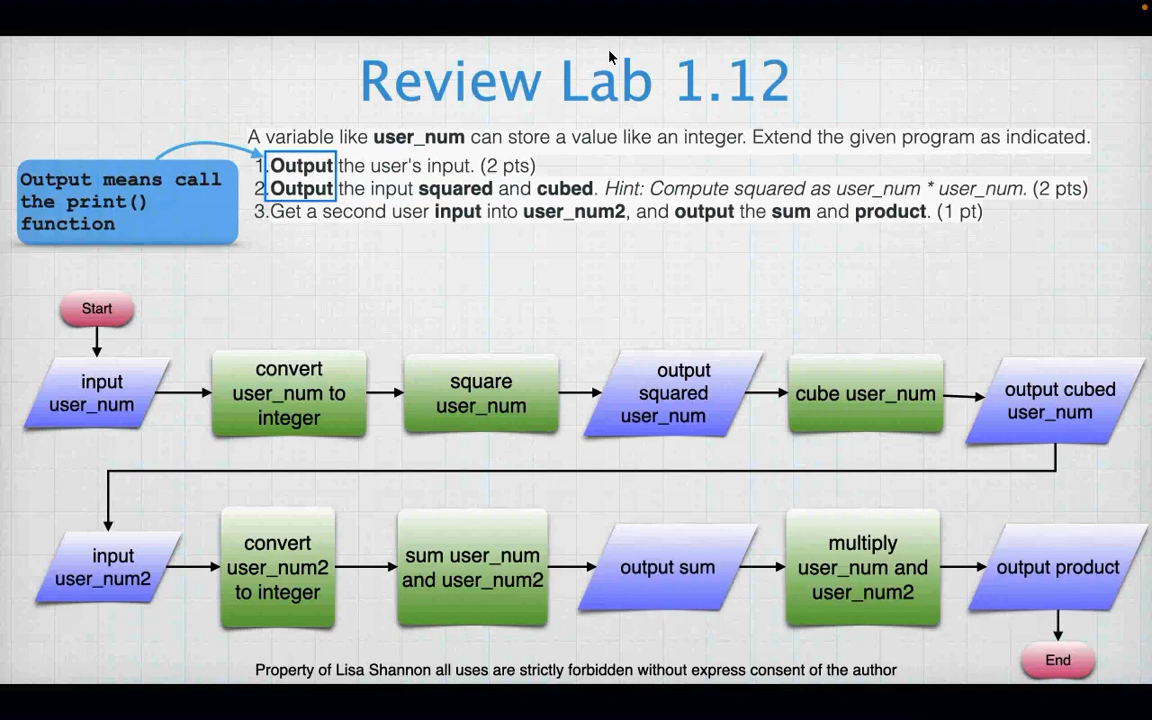 Review Lab 1.12
A variable like user_num can store a value like an integer. Extend the given program as indicated.
1.Output the user's input. (2 pts)
2.Output the input squared and cubed. Hint: Compute squared as user_num * user_num. (2 pts)
3.Get a second user input into user_num2, and output the sum and product. (1 pt)
Output means call
the print()
function
Start
input
user_num
convert
user_num to
integer
square
user_num
output
squared
user_num
cube user_num
output cubed
user_num
input
user_num2
convert
user_num2
to integer
sum user_num
and user_num2
output sum
multiply
user_num and
user_num2
output product
End
Property of Lisa Shannon all uses are strictly forbidden without express consent of the author